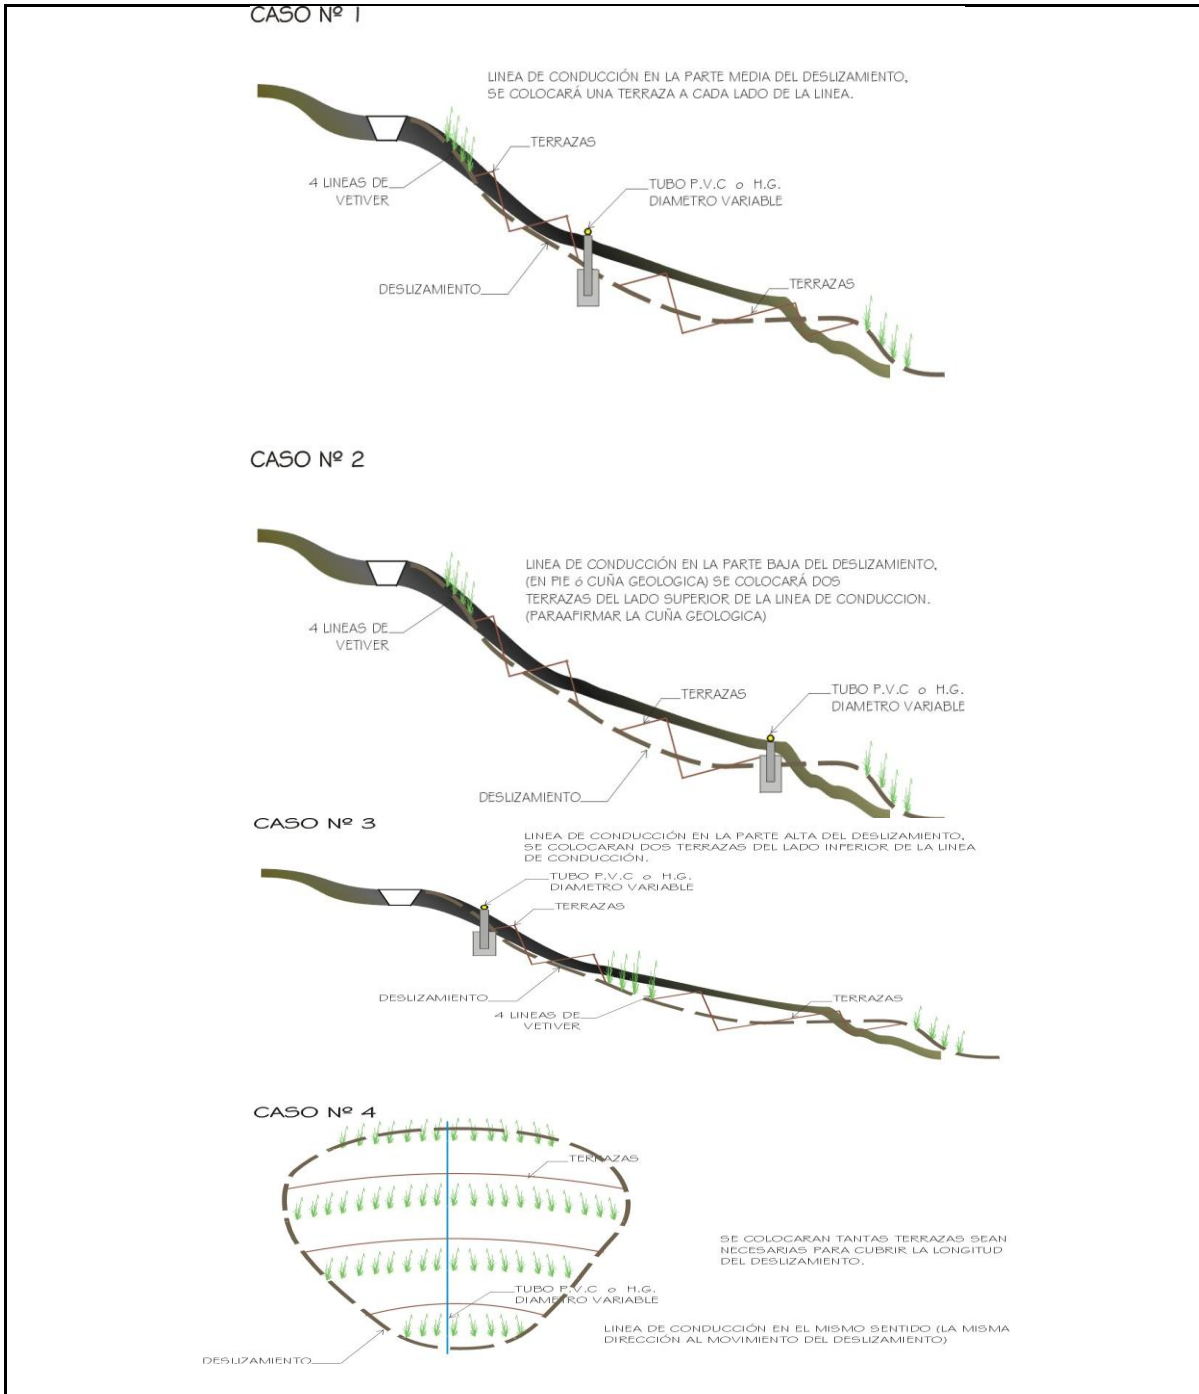 CASO Nº 1
LINEA DE CONDUCCIÓN EN LA PARTE MEDIA DEL DESLIZAMIENTO,
SE COLOCARÁ UNA TERRAZA A CADA LADO DE LA LINEA.
TERRAZAS
4 LINEAS DE
VETIVER
TUBO P.V.C o H.G.
DIAMETRO VARIABLE
DESLIZAMIENTO
TERRAZAS
CASO Nº 2
LINEA DE CONDUCCIÓN EN LA PARTE BAJA DEL DESLIZAMIENTO,
(EN PIE ó CUÑA GEOLOGICA) SE COLOCARÁ DOS
TERRAZAS DEL LADO SUPERIOR DE LA LINEA DE CONDUCCION.
(PARAAFIRMAR LA CUÑA GEOLOGICA)
4 LINEAS DE
VETIVER
TERRAZAS
TUBO P.V.C o H.G.
DIAMETRO VARIABLE
DESLIZAMIENTO
CASO Nº 3
LINEA DE CONDUCCIÓN EN LA PARTE ALTA DEL DESLIZAMIENTO,
SE COLOCARAN DOS TERRAZAS DEL LADO INFERIOR DE LA LINEA
DE CONDUCCIÓN.
TUBO P.V.C o H.G.
DIAMETRO VARIABLE
TERRAZAS
DESLIZAMIENTO
4 LINEAS DE
VETIVER
TERRAZAS
CASO Nº 4
TERRAZAS
SE COLOCARAN TANTAS TERRAZAS SEAN
NECESARIAS PARA CUBRIR LA LONGITUD
DEL DESLIZAMIENTO.
TUBO P.V.C o H.G.
DIAMETRO VARIABLE
LINEA DE CONDUCCIÓN EN EL MISMO SENTIDO (LA MISMA
DIRECCIÓN AL MOVIMIENTO DEL DESLIZAMIENTO)
DESLIZAMIENTO